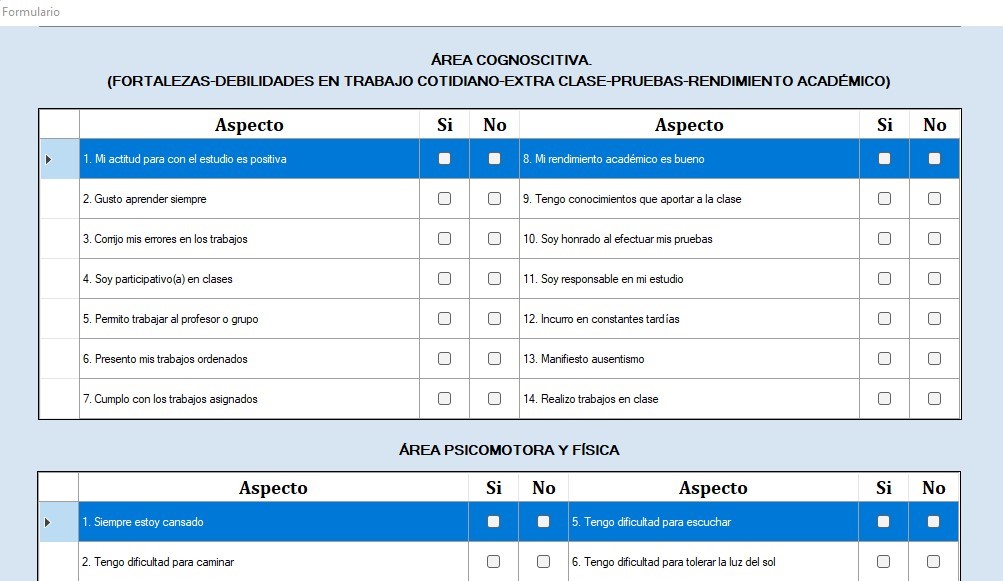 Formulario
ÁREA COGNOSCITIVA.
(FORTALEZAS-DEBILIDADES EN TRABAJO COTIDIANO-EXTRA CLASE-PRUEBAS-RENDIMIENTO ACADÉMICO)
Aspecto Si No Aspecto Si No
1. Mi actitud para con el estudio es positiva 8. Mi rendimiento académico es bueno
2. Gusto aprender siempre 9. Tengo conocimientos que aportar a la clase
3. Corrijo mis errores en los trabajos 10. Soy honrado al efectuar mis pruebas
4. Soy participativo(a) en clases 11. Soy responsable en mi estudio
5. Permito trabajar al profesor o grupo 12. Incurro en constantes tardías
6. Presento mis trabajos ordenados 13. Manifiesto ausentismo
7. Cumplo con los trabajos asignados 14. Realizo trabajos en clase
ÁREA PSICOMOTORA Y FÍSICA
Aspecto Si No Aspecto Si No
1. Siempre estoy cansado 5. Tengo dificultad para escuchar
2. Tengo dificultad para caminar 6. Tengo dificultad para tolerar la luz del sol